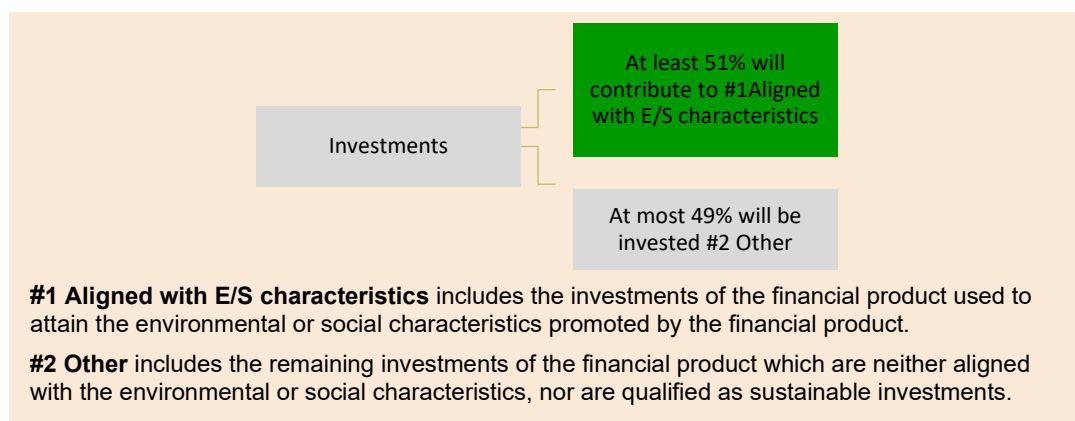 At least 51% will
contribute to #1Aligned
with E/S characteristics
Investments
At most 49% will be
invested #2 Other
#1 Aligned with E/S characteristics includes the investments of the financial product used to
attain the environmental or social characteristics promoted by the financial product.
#2 Other includes the remaining investments of the financial product which are neither aligned
with the environmental or social characteristics, nor are qualified as sustainable investments.